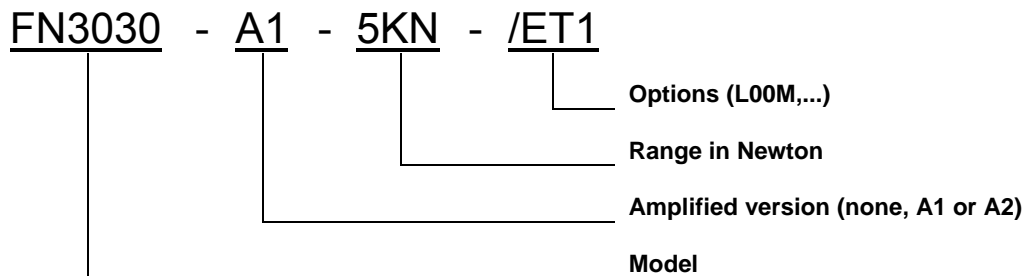 FN3030 - A1 - 5KN - /ET1
Options (L00M,...)
Range in Newton
Amplified version (none, A1 or A2)
Model